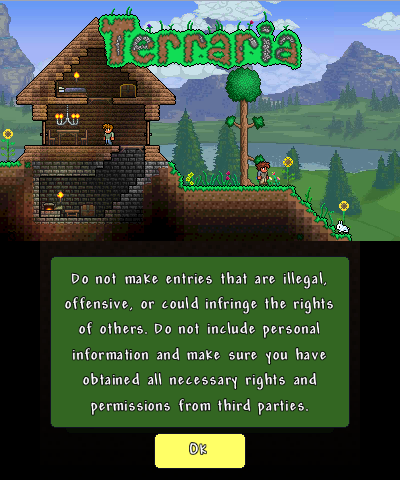 Terraria
Do not make entries that are illegal,
offensive, or could infringe the rights
of others. Do not include personal
information and make sure you have
obtained all necessary rights and
permissions from third parties.
Ok